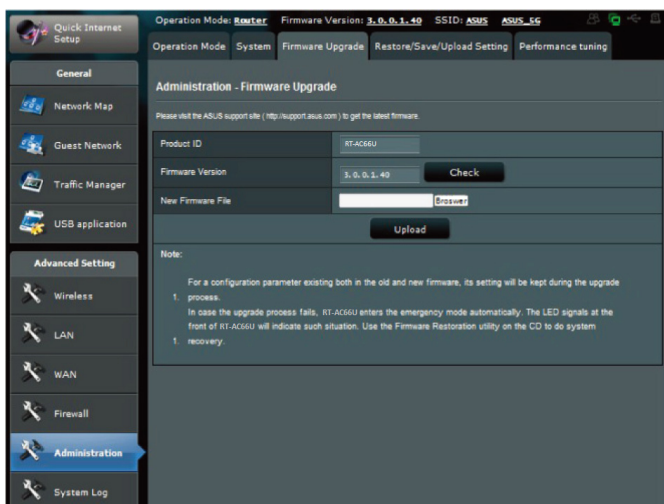 Quick Internet
Setup
Operation Mode: Router Firmware Version: 3.0.0.1.40 SSID: ASUS ASUS_5G
Operation Mode System Firmware Upgrade Restore/Save/Upload Setting Performance tuning
General
Network Map
Guest Network
Traffic Manager
USB application
Advanced Setting
Wireless
LAN
WAN
Firewall
Administration
System Log
Administration - Firmware Upgrade
Please visit the ASUS support site ( http://support.asus.com ) to get the latest firmware.
Product ID RT-AC66U
Firmware Version 3. 0. 0. 1. 40 Check
New Firmware File Broswer
Upload
Note:
For a configuration parameter existing both in the old and new firmware, its setting will be kept during the upgrade
1. process.
In case the upgrade process fails, RT-AC66U enters the emergency mode automatically. The LED signals at the
front of RT-AC66U will indicate such situation. Use the Firmware Restoration utility on the CD to do system
1. recovery.